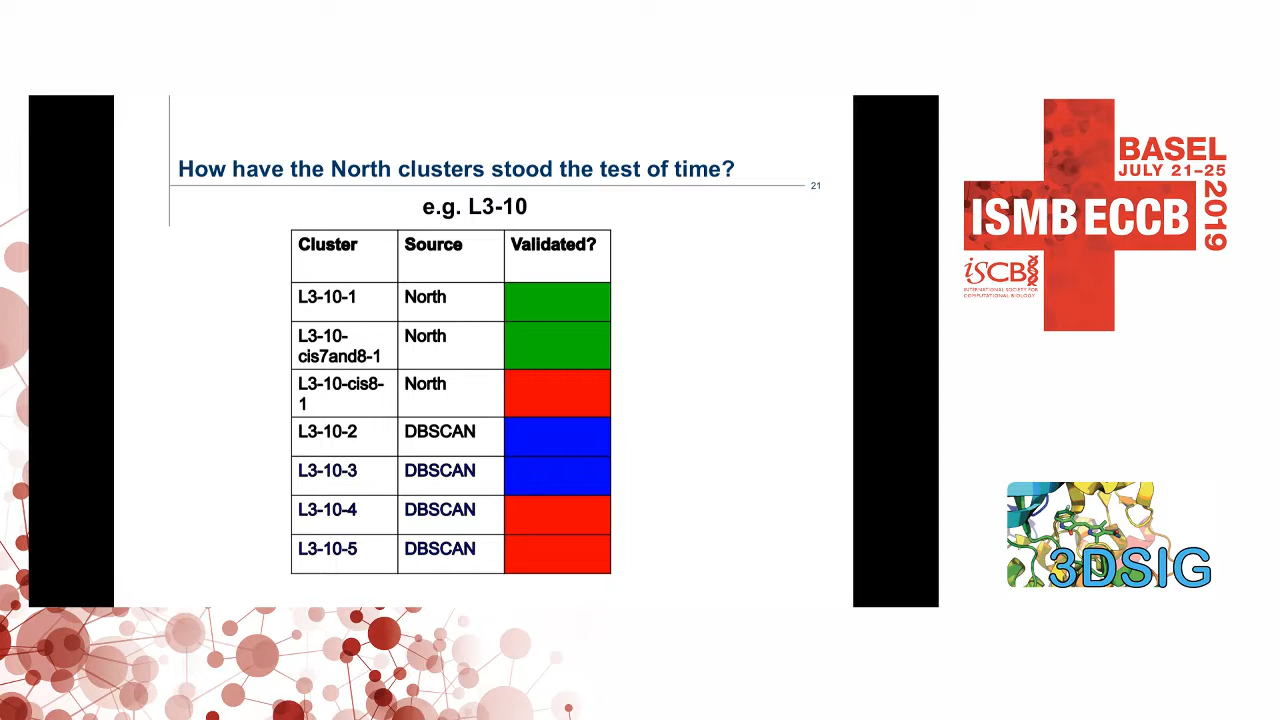 How have the North clusters stood the test of time?
21
e.g. L3-10
Cluster Source Validated?
L3-10-1 North
L3-10-
cis7and8-1 North
L3-10-cis8-
1 North
L3-10-2 DBSCAN
L3-10-3 DBSCAN
L3-10-4 DBSCAN
L3-10-5 DBSCAN
BASEL
JULY 21–25
2019
ISMB ECCB
iSCB
INTERNATIONAL SOCIETY FOR
COMPUTATIONAL BIOLOGY
3DSIG